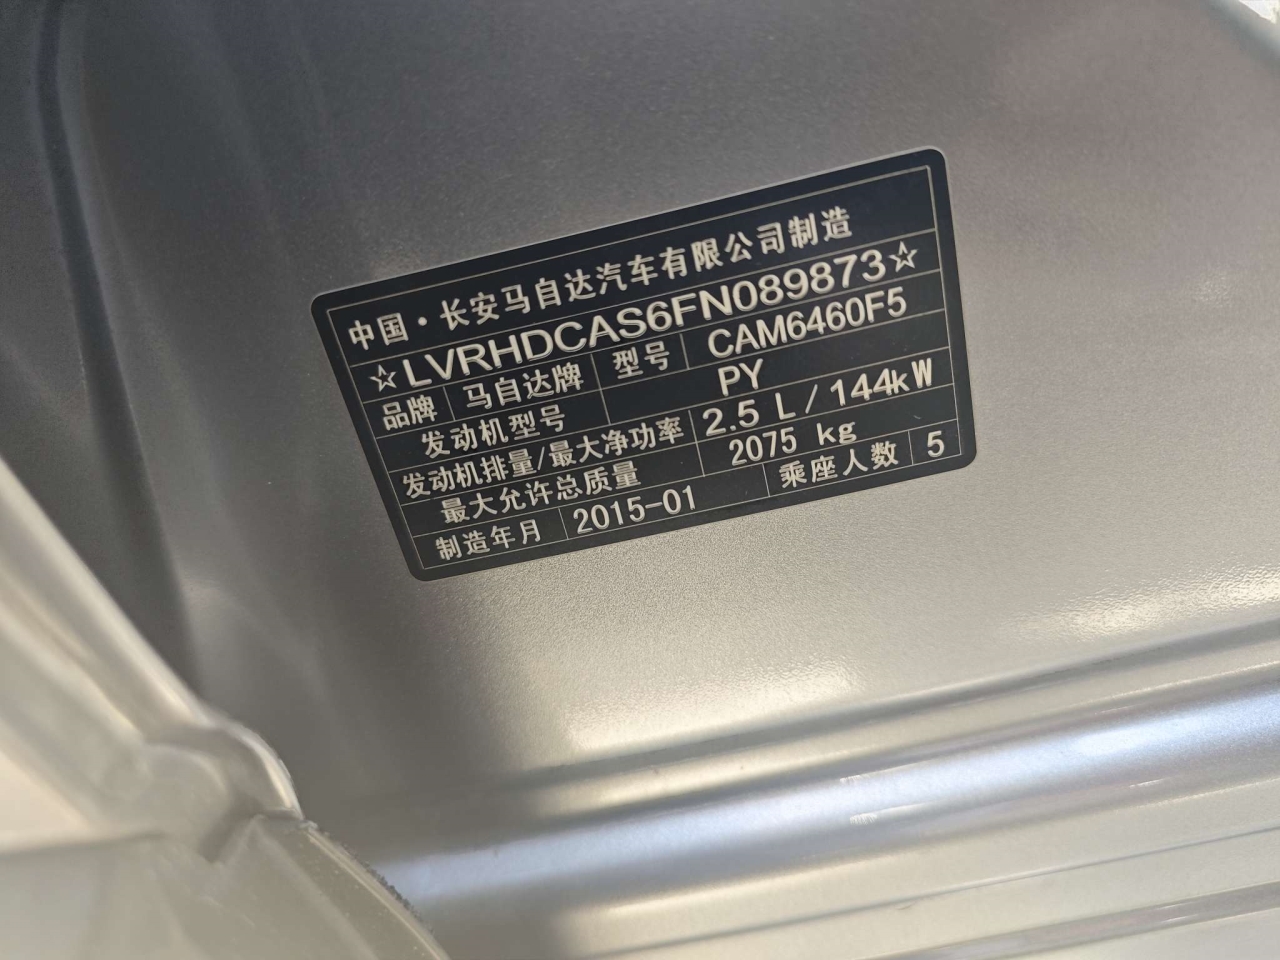 中国·长安马自达汽车有限公司制造
☆LVRHDCAS6FN089873☆
品牌 马自达牌 型号 CAM6460F5
发动机型号 PY
发动机排量/最大净功率 2.5 L/144kW
最大允许总质量 2075 kg
制造年月 2015-01 乘座人数 5